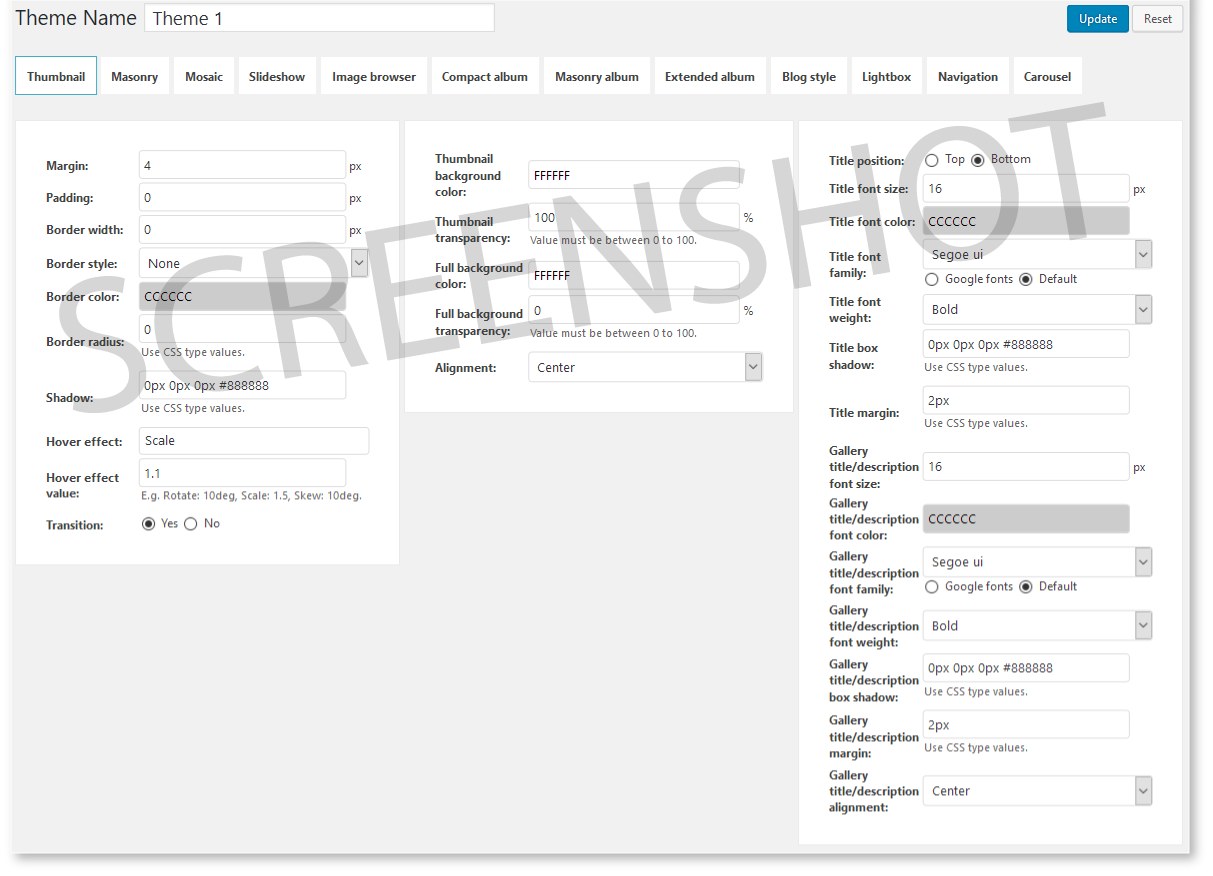 Theme Name Theme 1 Update Reset
Thumbnail Masonry Mosaic Slideshow Image browser Compact album Masonry album Extended album Blog style Lightbox Navigation Carousel
SCREENSHOT
Margin: 4 px
Padding: 0 px
Border width: 0 px
Border style: None
Border color: CCCCCC
Border radius: 0
Use CSS type values.
Shadow: 0px 0px 0px #888888
Use CSS type values.
Hover effect: Scale
Hover effect
value: 1.1
E.g. Rotate: 10deg, Scale: 1.5, Skew: 10deg.
Transition: Yes No
Thumbnail
background
color: FFFFFF
Thumbnail
transparency: 100 %
Value must be between 0 to 100.
Full background
color: FFFFFF
Full background
transparency: 0 %
Value must be between 0 to 100.
Alignment: Center
Title position: Top Bottom
Title font size: 16 px
Title font color: CCCCCC
Title font
family: Segoe ui
Google fonts Default
Title font
weight: Bold
Title box
shadow: 0px 0px 0px #888888
Use CSS type values.
Title margin: 2px
Use CSS type values.
Gallery
title/description
font size: 16 px
Gallery
title/description
font color: CCCCCC
Gallery
title/description
font family: Segoe ui
Google fonts Default
Gallery
title/description
font weight: Bold
Gallery
title/description
box shadow: 0px 0px 0px #888888
Use CSS type values.
Gallery
title/description
margin: 2px
Use CSS type values.
Gallery
title/description
alignment: Center